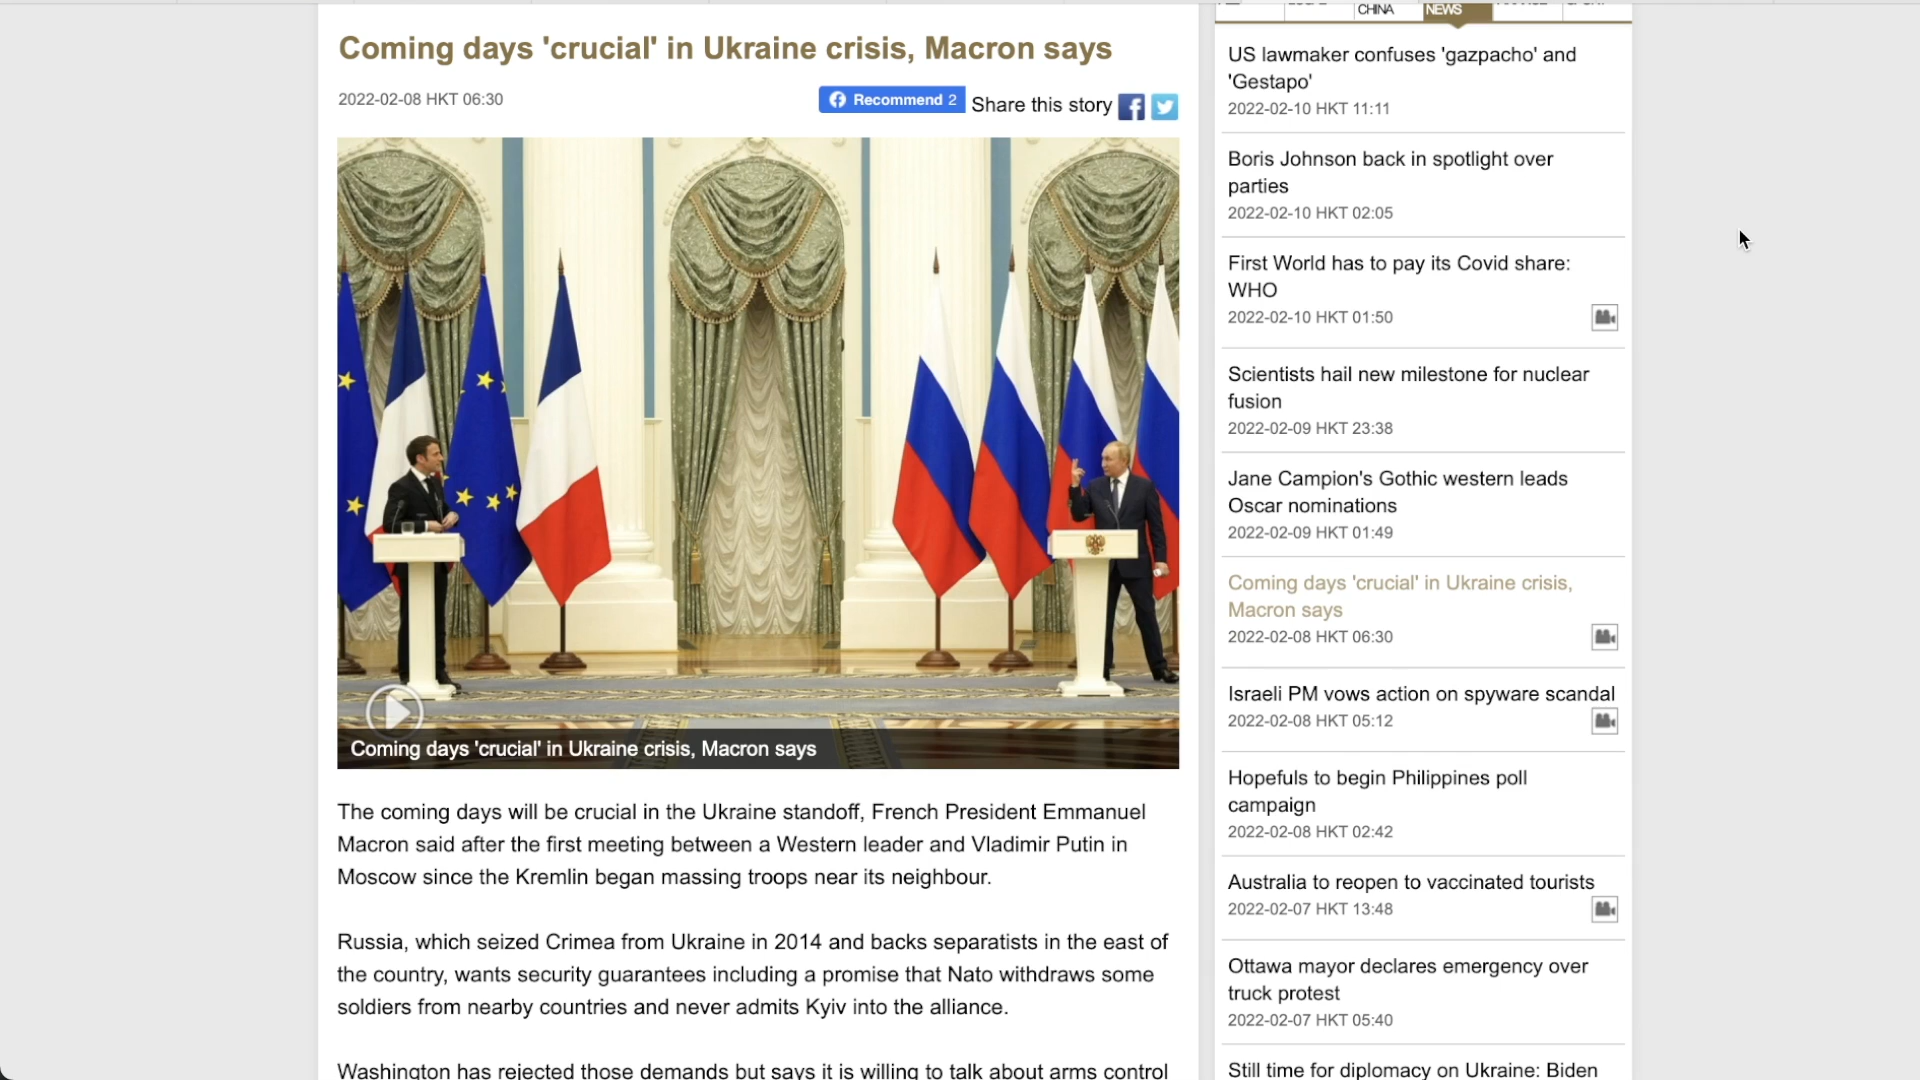 Coming days 'crucial' in Ukraine crisis, Macron says
2022-02-08 HKT 06:30
Recommend 2
Share this story
Coming days 'crucial' in Ukraine crisis, Macron says
The coming days will be crucial in the Ukraine standoff, French President Emmanuel
Macron said after the first meeting between a Western leader and Vladimir Putin in
Moscow since the Kremlin began massing troops near its neighbour.
Russia, which seized Crimea from Ukraine in 2014 and backs separatists in the east of
the country, wants security guarantees including a promise that Nato withdraws some
soldiers from nearby countries and never admits Kyiv into the alliance.
Washington has rejected those demands but says it is willing to talk about arms control
CHINA
NEWS
US lawmaker confuses 'gazpacho' and
'Gestapo'
2022-02-10 HKT 11:11
Boris Johnson back in spotlight over
parties
2022-02-10 HKT 02:05
First World has to pay its Covid share:
WHO
2022-02-10 HKT 01:50
Scientists hail new milestone for nuclear
fusion
2022-02-09 HKT 23:38
Jane Campion's Gothic western leads
Oscar nominations
2022-02-09 HKT 01:49
Coming days 'crucial' in Ukraine crisis,
Macron says
2022-02-08 HKT 06:30
Israeli PM vows action on spyware scandal
2022-02-08 HKT 05:12
Hopefuls to begin Philippines poll
campaign
2022-02-08 HKT 02:42
Australia to reopen to vaccinated tourists
2022-02-07 HKT 13:48
Ottawa mayor declares emergency over
truck protest
2022-02-07 HKT 05:40
Still time for diplomacy on Ukraine: Biden